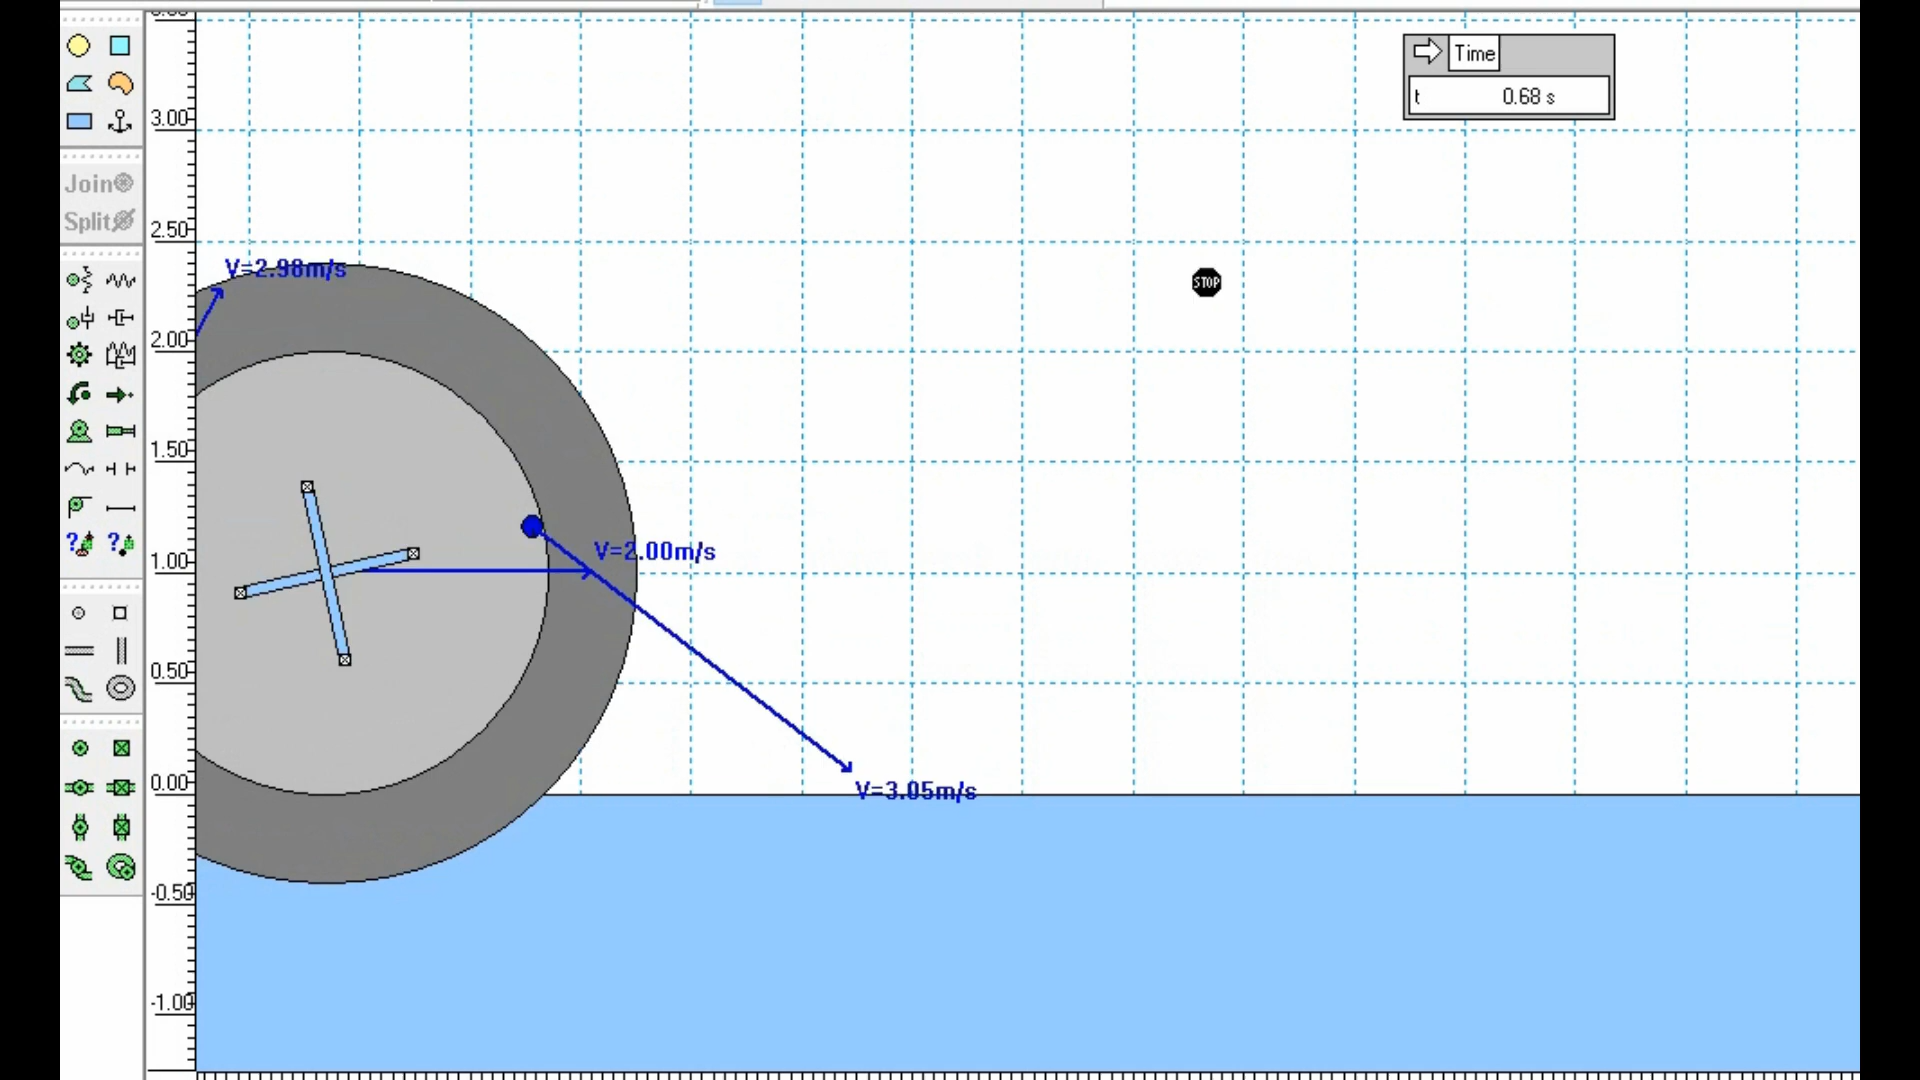 Time
t 0.68 s
3.00
2.50
2.00
1.50
1.00
0.50
0.00
-0.50
-1.00
Join
Split
V=2.98m/s
STOP
V=2.00m/s
V=3.05m/s